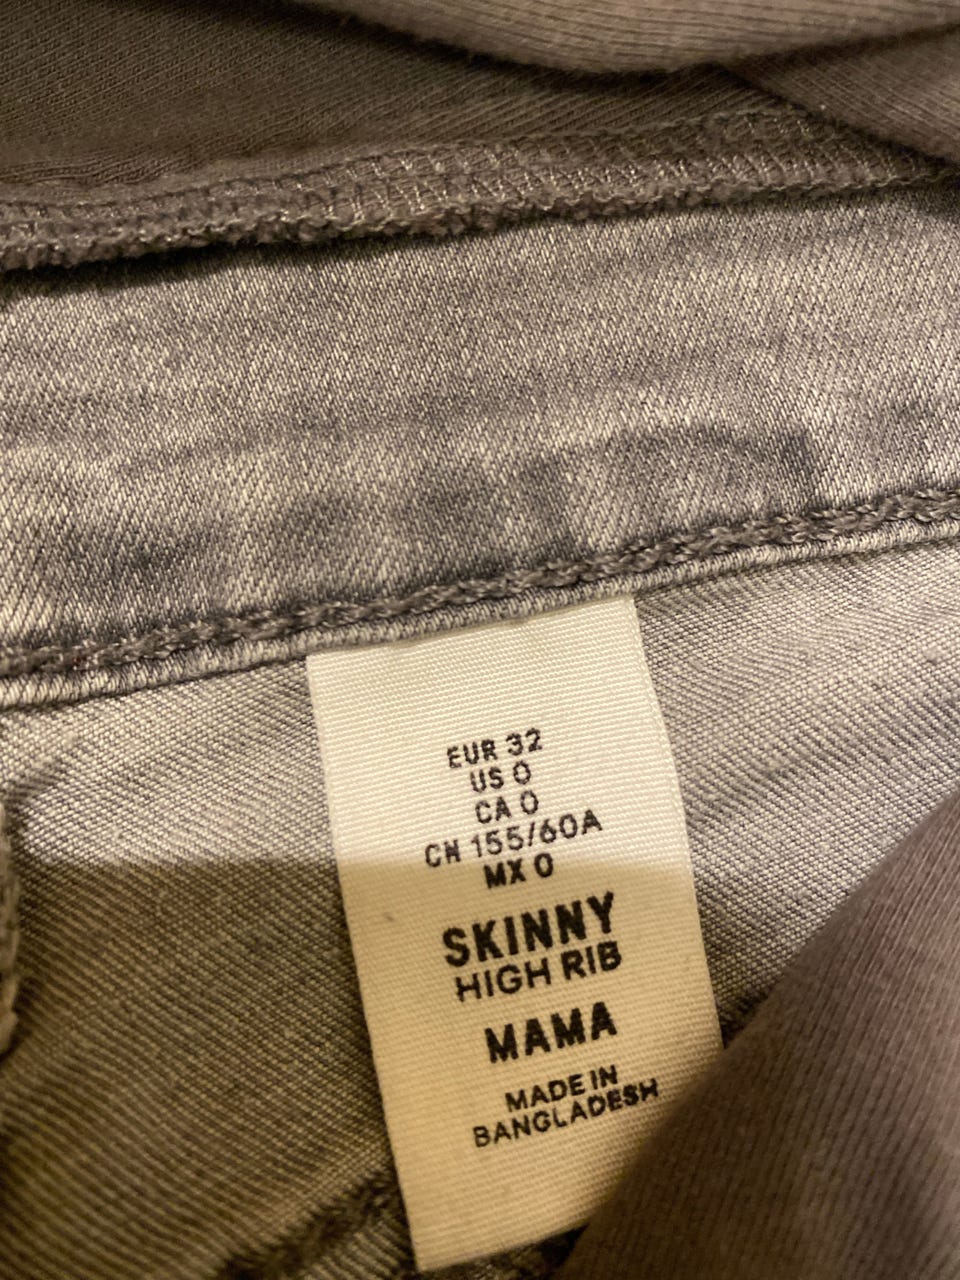 EUR 32
US 0
CA 0
CN 155/60A
MX 0
SKINNY
HIGH RIB
MAMA
MADE IN
BANGLADESH